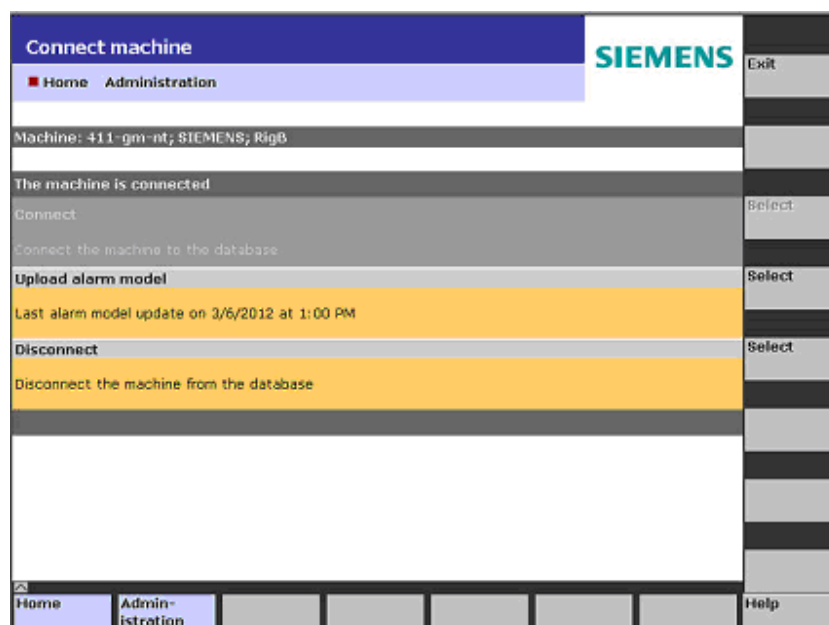 Connect machine
SIEMENS
Exit
Home Administration
Machine: 411-gm-nt; SIEMENS; RigB
The machine is connected
Connect
Select
Connect the machine to the database
Upload alarm model
Select
Last alarm model update on 3/6/2012 at 1:00 PM
Disconnect
Select
Disconnect the machine from the database
Home
Admin-
istration
Help